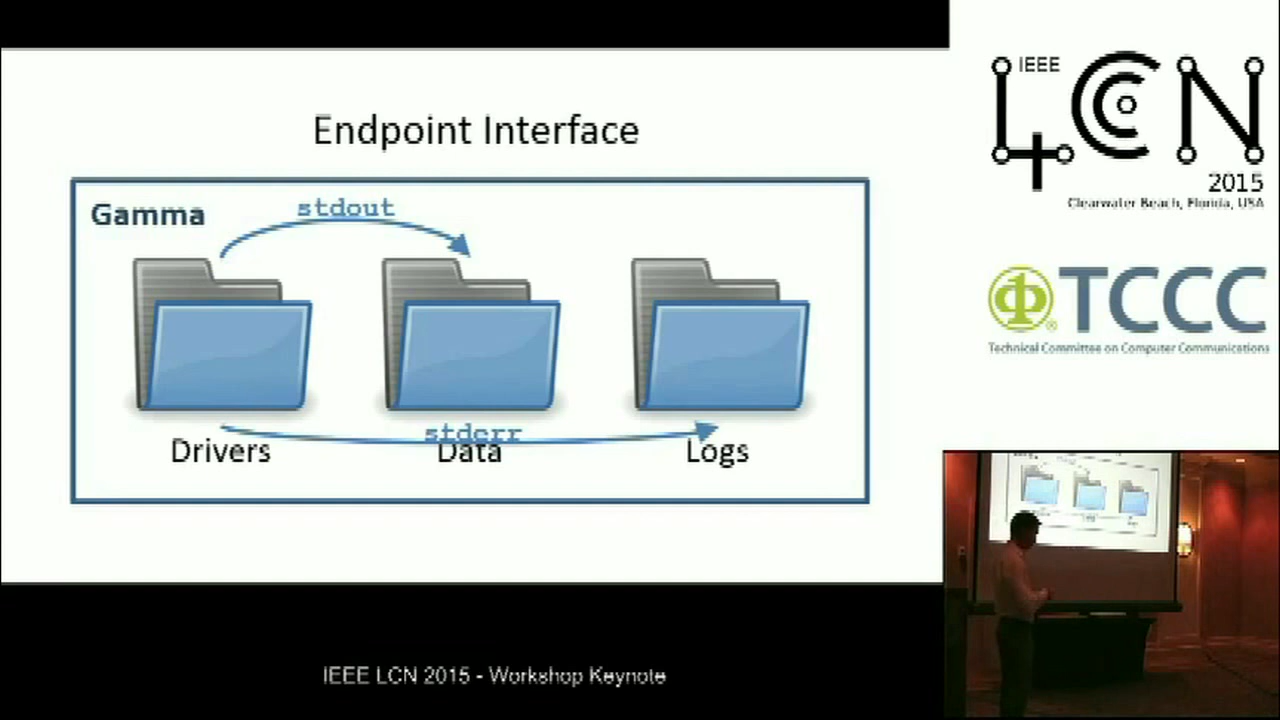 Endpoint Interface
Gamma
stdout
stderr
Drivers
Data
Logs
IEEE
LCN
2015
Clearwater Beach, Florida, USA
TCCC
Technical Committee on Computer Communications
IEEE LCN 2015 - Workshop Keynote